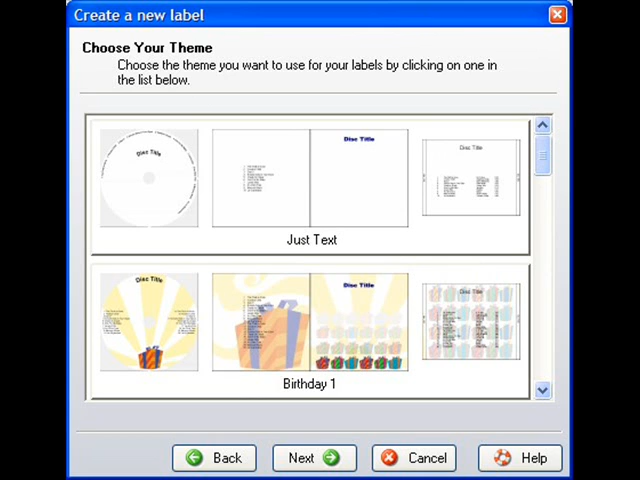 Create a new label
Choose Your Theme
Choose the theme you want to use for your labels by clicking on one in
the list below.
Disc Title
Disc Title
Disc Title
Just Text
Disc Title
Disc Title
Disc Title
Birthday 1
Back
Next
Cancel
Help